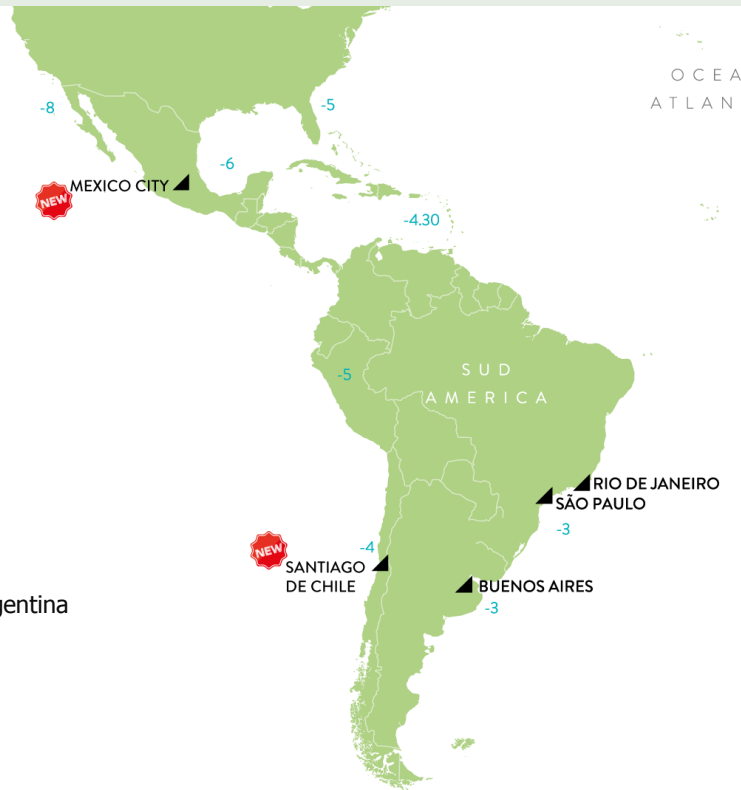 OCEA
ATLAN
-8
-5
-6
MEXICO CITY
NEW
-4.30
-5
SUD
AMERICA
RIO DE JANEIRO
SÃO PAULO
-3
NEW
-4
SANTIAGO
DE CHILE
BUENOS AIRES
-3
gentina